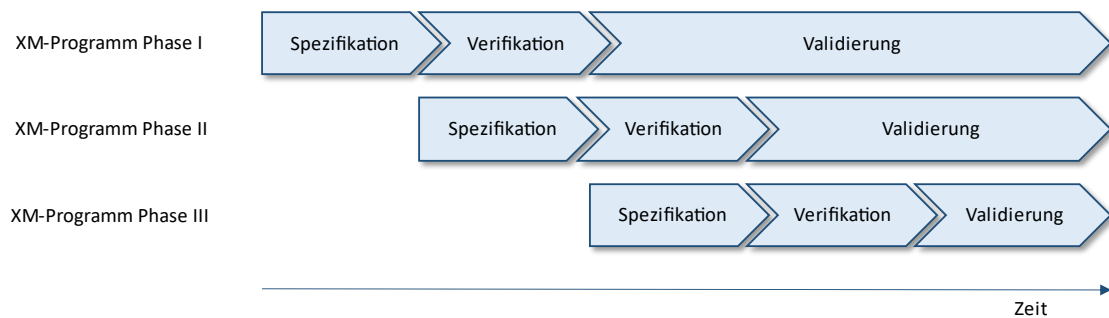 XM-Programm Phase I
Spezifikation
Verifikation
Validierung
XM-Programm Phase II
Spezifikation
Verifikation
Validierung
XM-Programm Phase III
Spezifikation
Verifikation
Validierung
Zeit